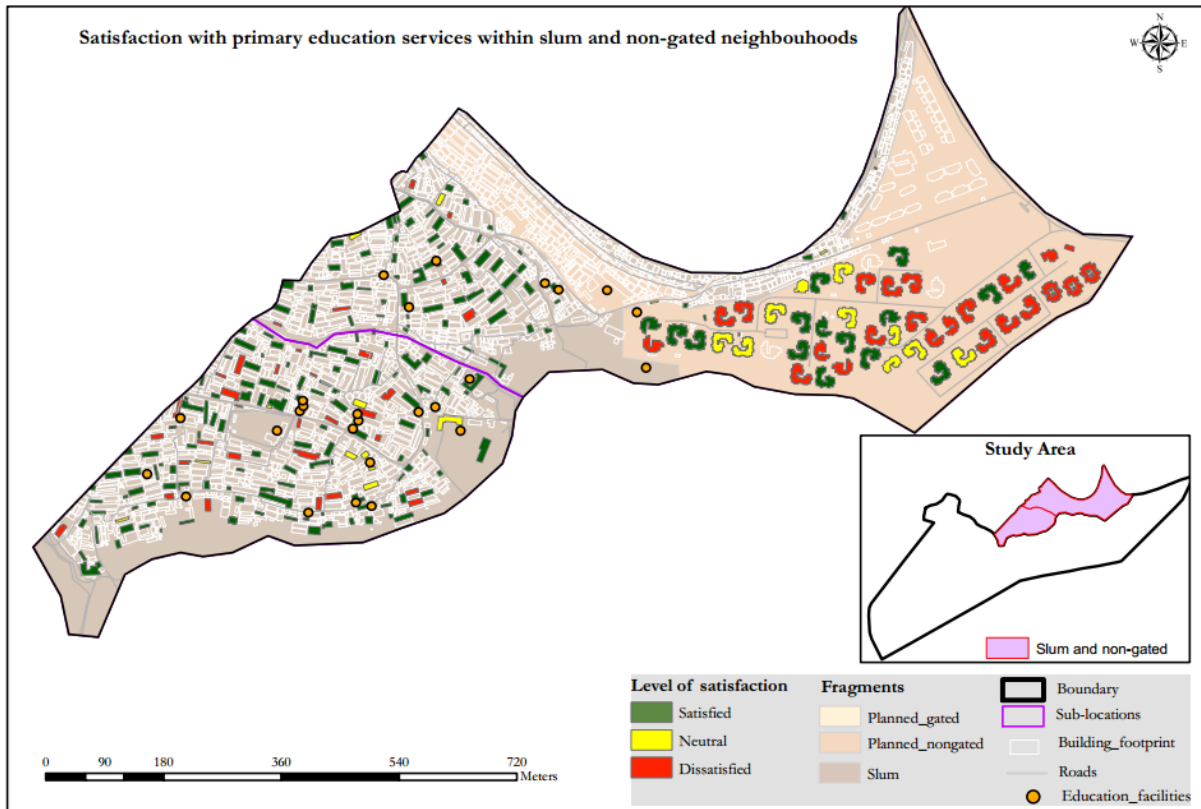 Satisfaction with primary education services within slum and non-gated neighbouhoods
N
W E
S
Study Area
Slum and non-gated
Level of satisfaction
Satisfied
Neutral
Dissatisfied
Fragments
Planned_gated
Planned_nongated
Slum
Boundary
Sub-locations
Building_footprint
Roads
Education_facilities
0 90 180 360 540 720
Meters